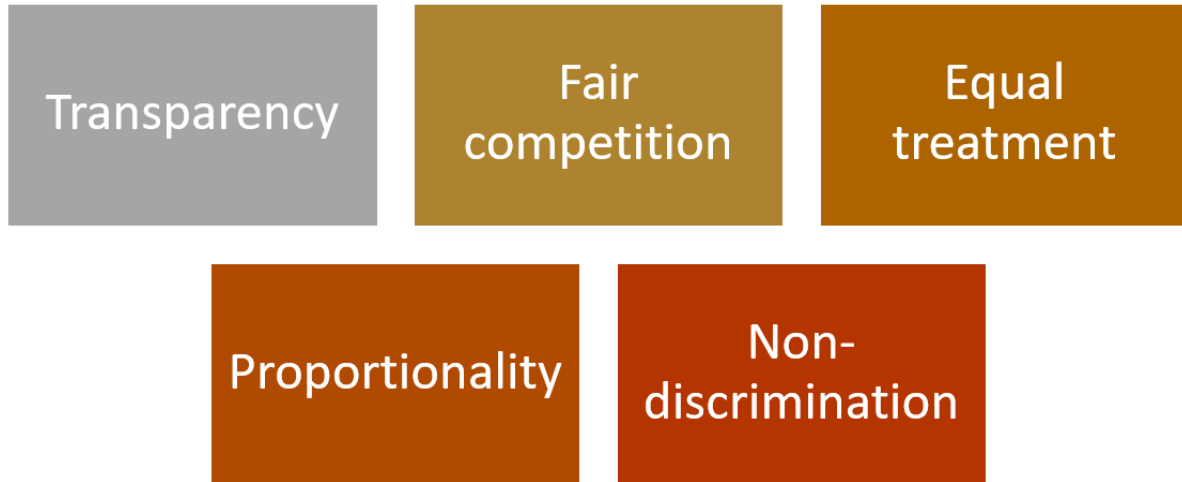 Transparency
Fair
competition
Equal
treatment
Proportionality
Non-
discrimination